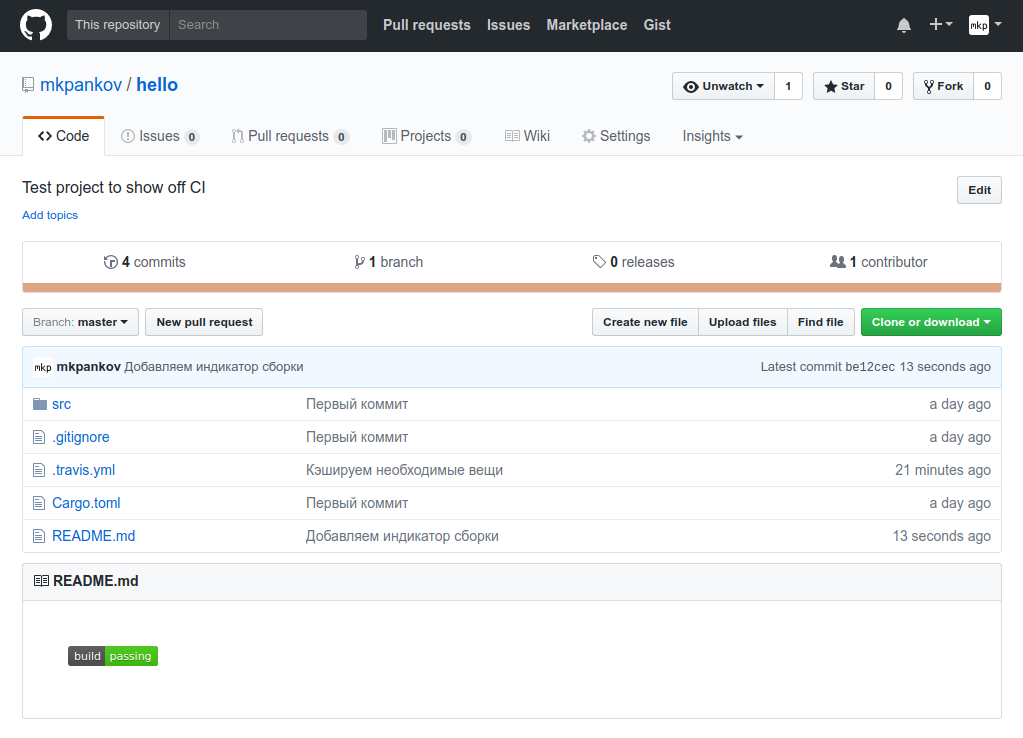 This repository Search Pull requests Issues Marketplace Gist mkp
mkpankov / hello Unwatch 1 Star 0 Fork 0
Code Issues 0 Pull requests 0 Projects 0 Wiki Settings Insights
Test project to show off CI Edit
Add topics
4 commits 1 branch 0 releases 1 contributor
Branch: master New pull request Create new file Upload files Find file Clone or download
mkp mkpankov Добавляем индикатор сборки Latest commit be12cec 13 seconds ago
src Первый коммит a day ago
.gitignore Первый коммит a day ago
.travis.yml Кэшируем необходимые вещи 21 minutes ago
Cargo.toml Первый коммит a day ago
README.md Добавляем индикатор сборки 13 seconds ago
README.md
build passing